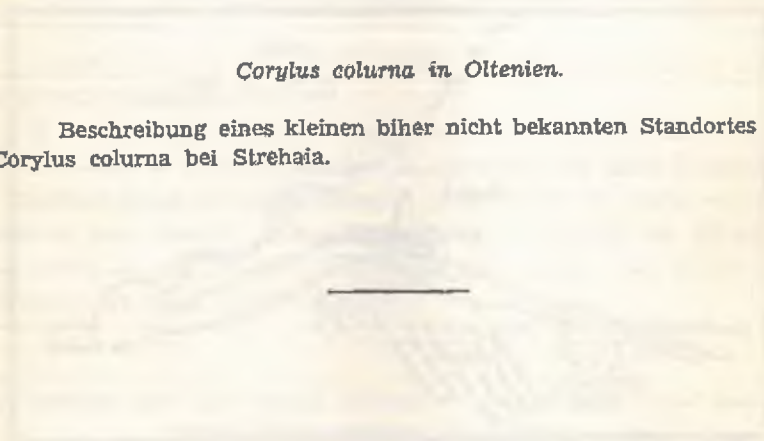 Corylus colurna in Oltenien.
Beschreibung eines kleinen biher nicht bekannten Standortes
Corylus colurna bei Strehaia.